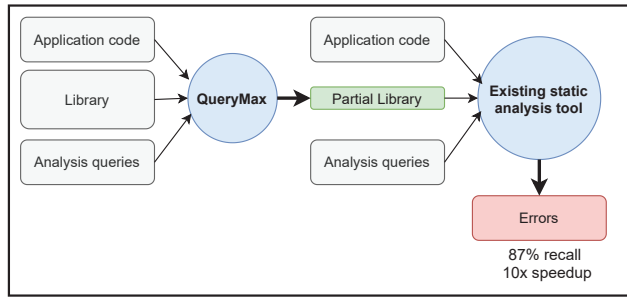 Application code
Library
Analysis queries
QueryMax
Application code
Partial Library
Analysis queries
Existing static
analysis tool
Errors
87% recall
10x speedup